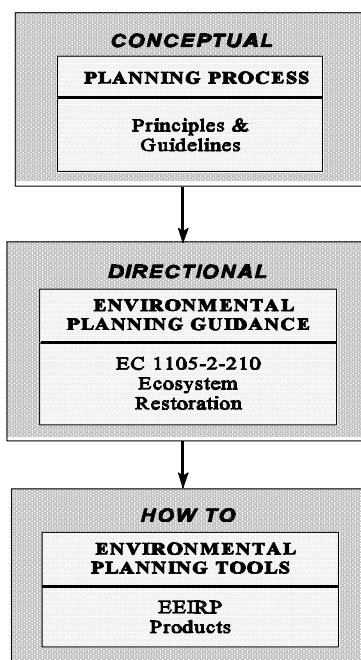 CONCEPTUAL
PLANNING PROCESS
Principles &
Guidelines
DIRECTIONAL
ENVIRONMENTAL
PLANNING GUIDANCE
EC 1105-2-210
Ecosystem
Restoration
HOW TO
ENVIRONMENTAL
PLANNING TOOLS
EEIRP
Products